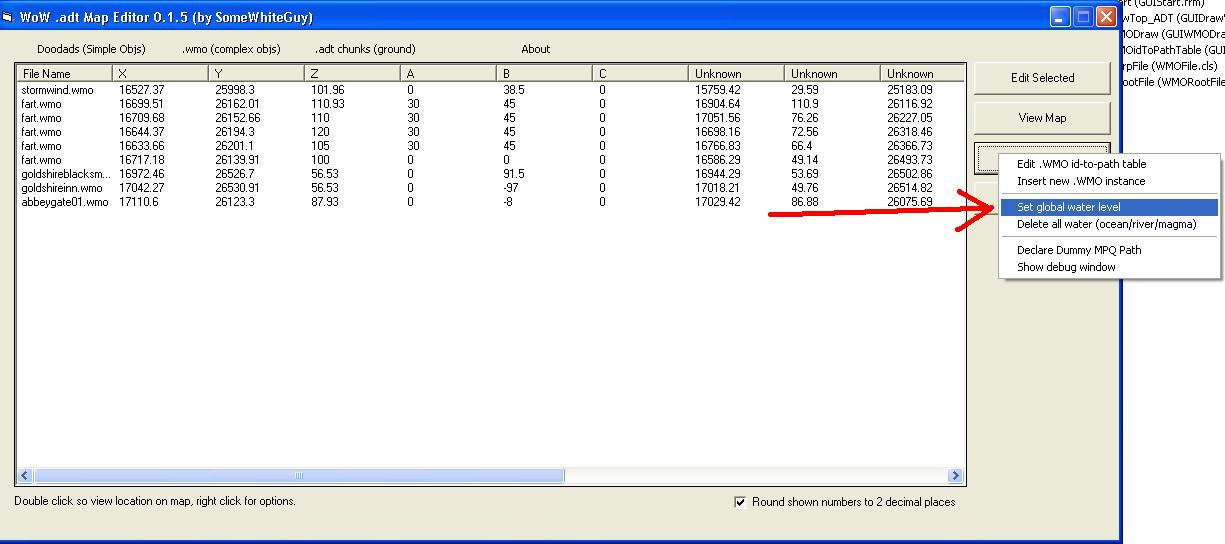 WoW .adt Map Editor 0.1.5 (by SomeWhiteGuy)
Doodads (Simple Objs) .wmo (complex objs) .adt chunks (ground) About
File Name X Y Z A B C Unknown Unknown Unknown
stormwind.wmo 16527.37 25998.3 101.96 0 38.5 0 15759.42 29.59 25183.09
fart.wmo 16699.51 26162.01 110.93 30 45 0 16904.64 110.9 26116.92
fart.wmo 16709.68 26152.66 110 30 45 0 17051.56 76.26 26227.05
fart.wmo 16644.37 26194.3 120 30 45 0 16698.16 72.56 26318.46
fart.wmo 16633.66 26201.1 105 30 45 0 16766.83 66.4 26366.73
fart.wmo 16717.18 26139.91 100 0 0 0 16586.29 49.14 26493.73
goldshireblacksm... 16972.46 26526.7 56.53 0 91.5 0 16944.29 53.69 26502.86
goldshireinn.wmo 17042.27 26530.91 56.53 0 -97 0 17018.21 49.76 26514.82
abbeygate01.wmo 17110.6 26123.3 87.93 0 -8 0 17029.42 86.88 26075.69
Double click so view location on map, right click for options.
Round shown numbers to 2 decimal places
Edit Selected
View Map
Edit .WMO id-to-path table
Insert new .WMO instance
Set global water level
Delete all water (ocean/river/magma)
Declare Dummy MPQ Path
Show debug window
ert (GUIStart.frm)
wTop_ADT (GUIDraw
MODraw (GUIWMODra
MOidToPathTable (GUI
rpFile (WMOFile.cls)
ootFile (WMORootFile